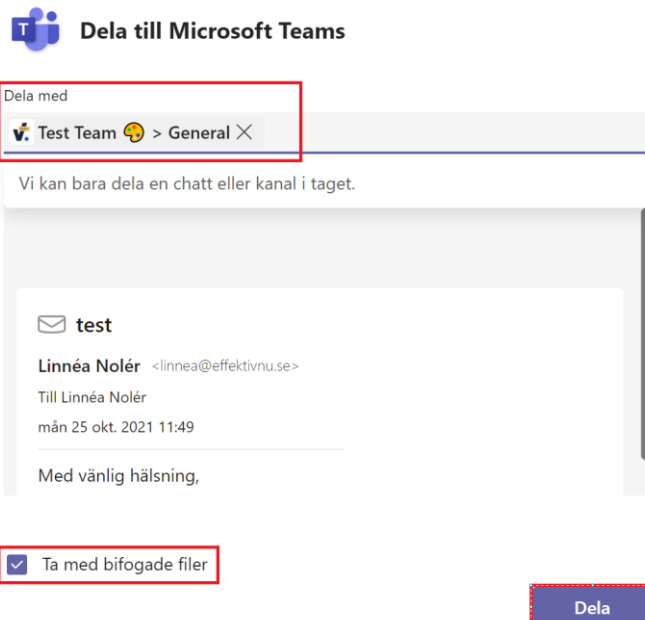 Dela till Microsoft Teams
Dela med
Test Team 🎨 > General
Vi kan bara dela en chatt eller kanal i taget.
test
Linnéa Nolér <linnea@effektivnu.se>
Till Linnéa Nolér
mån 25 okt. 2021 11:49
Med vänlig hälsning,
Ta med bifogade filer
Dela